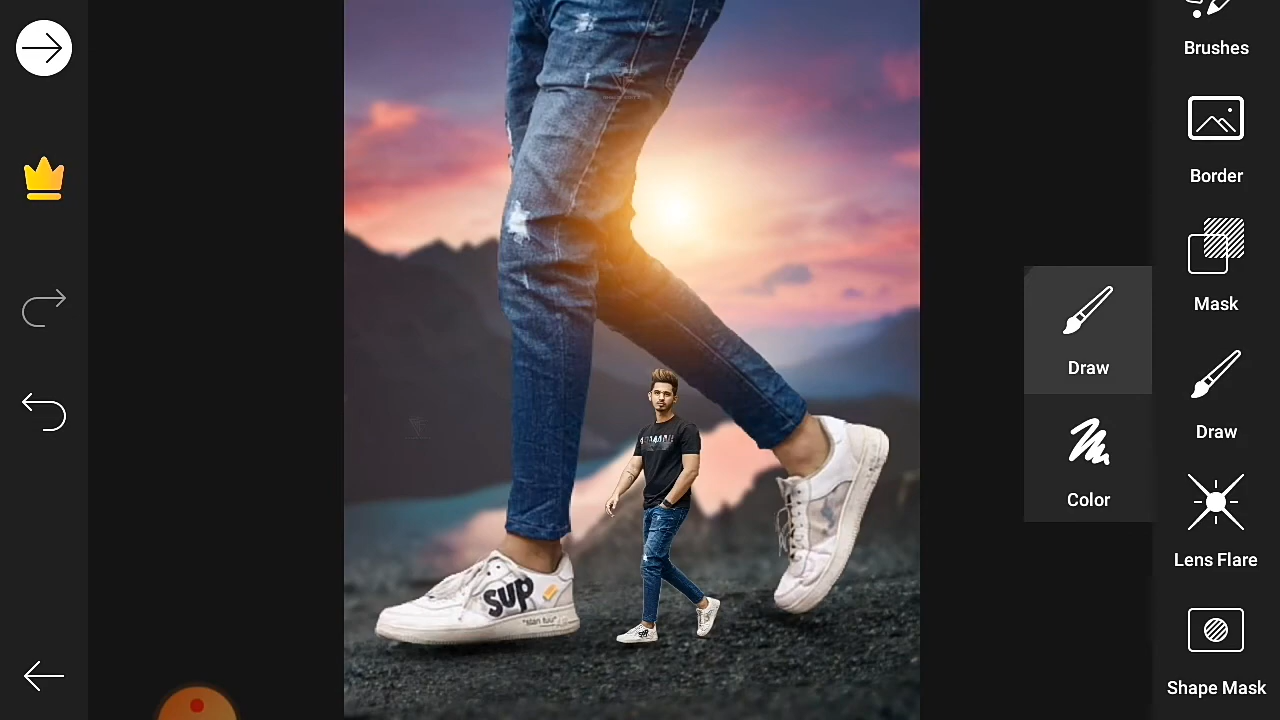 Brushes
Border
Mask
Draw
Draw
Color
Lens Flare
Shape Mask
sup